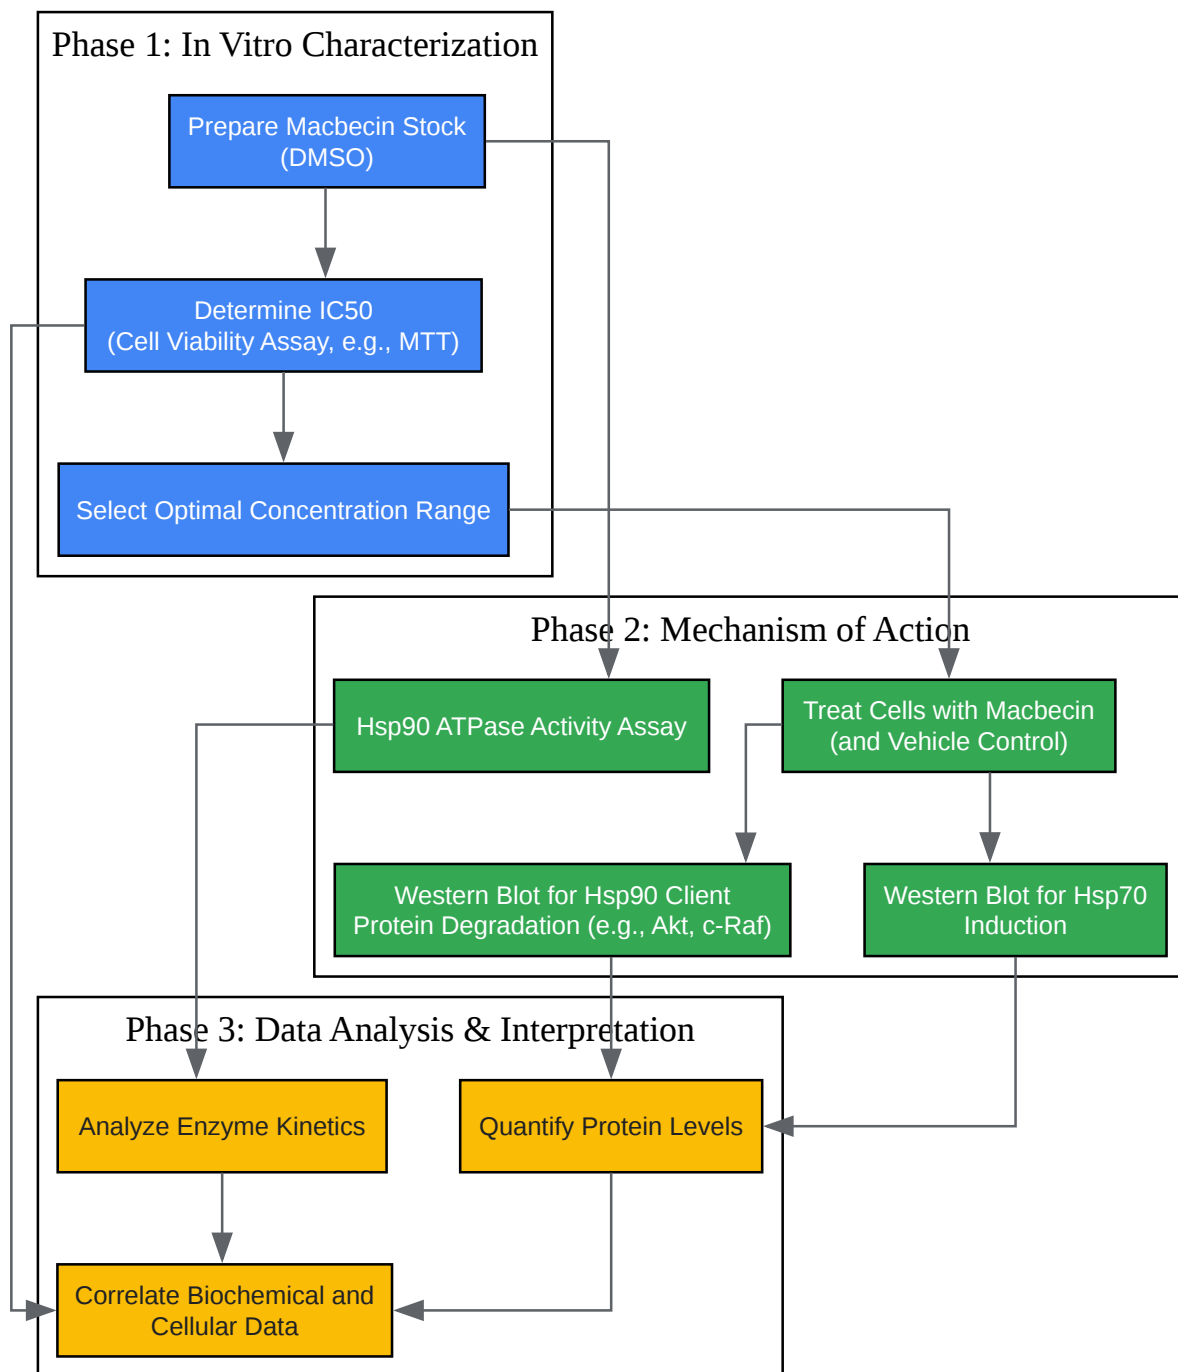 Phase 1: In Vitro Characterization
Prepare Macbecin Stock
(DMSO)
Determine IC50
(Cell Viability Assay, e.g., MTT)
Select Optimal Concentration Range
Phase 2: Mechanism of Action
Hsp90 ATPase Activity Assay
Treat Cells with Macbecin
(and Vehicle Control)
Western Blot for Hsp90 Client
Protein Degradation (e.g., Akt, c-Raf)
Western Blot for Hsp70
Induction
Phase 3: Data Analysis & Interpretation
Analyze Enzyme Kinetics
Quantify Protein Levels
Correlate Biochemical and
Cellular Data